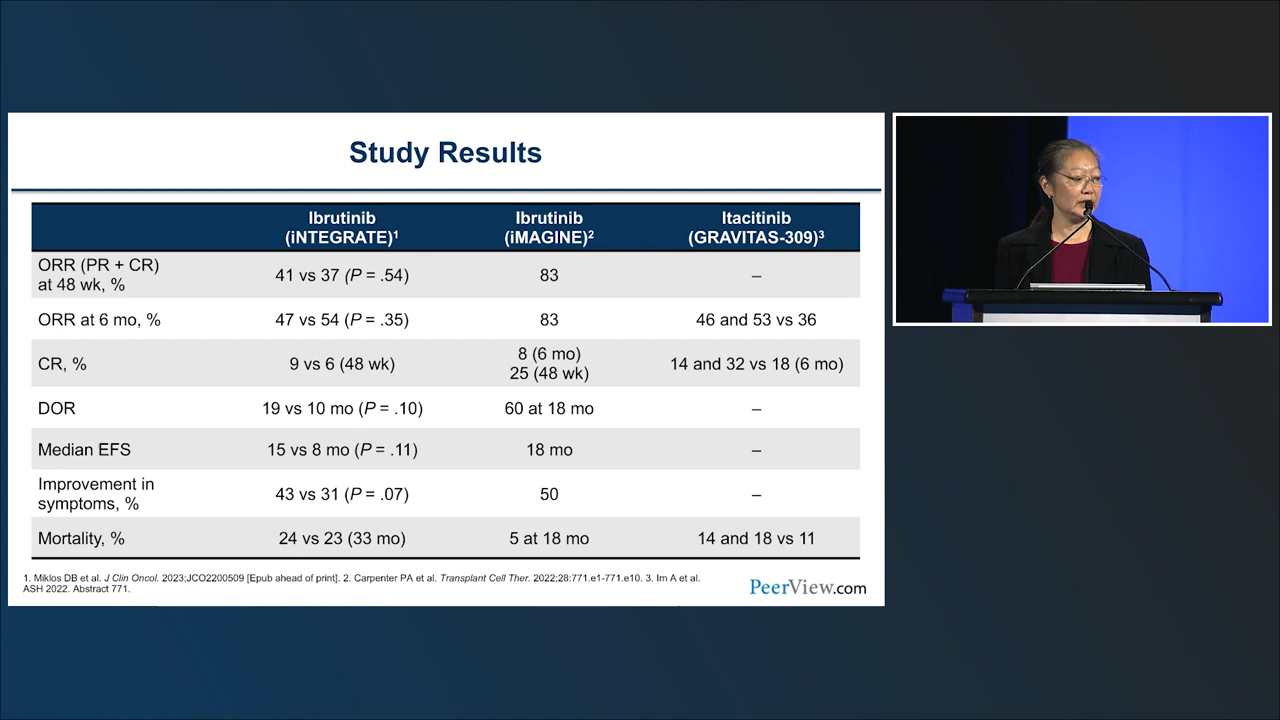 Study Results
Ibrutinib (iNTEGRATE)1 Ibrutinib (iMAGINE)2 Itacitinib (GRAVITAS-309)3
ORR (PR + CR) at 48 wk, % 41 vs 37 (P = .54) 83 –
ORR at 6 mo, % 47 vs 54 (P = .35) 83 46 and 53 vs 36
CR, % 9 vs 6 (48 wk) 8 (6 mo) 25 (48 wk) 14 and 32 vs 18 (6 mo)
DOR 19 vs 10 mo (P = .10) 60 at 18 mo –
Median EFS 15 vs 8 mo (P = .11) 18 mo –
Improvement in symptoms, % 43 vs 31 (P = .07) 50 –
Mortality, % 24 vs 23 (33 mo) 5 at 18 mo 14 and 18 vs 11
1. Miklos DB et al. J Clin Oncol. 2023;JCO2200509 [Epub ahead of print]. 2. Carpenter PA et al. Transplant Cell Ther. 2022;28:771.e1-771.e10. 3. Im A et al.
ASH 2022. Abstract 771.
PeerView.com